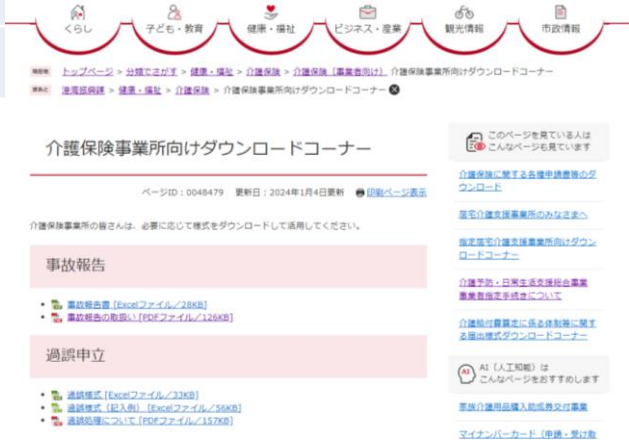 くらし
子ども・教育
健康・福祉
ビジネス・産業
観光情報
市政情報
現在地 トップページ > 分類でさがす > 健康・福祉 > 介護保険 > 介護保険（事業者向け） 介護保険事業所向けダウンロードコーナー
> 健康・福祉 > 介護保険 > 介護保険事業所向けダウンロードコーナー
介護保険事業所向けダウンロードコーナー
ページID：0048479 更新日：2024年1月4日更新 印刷ページ表示
介護保険事業所の皆さんは、必要に応じて様式をダウンロードして活用してください。
事故報告
事故報告書 [Excelファイル／28KB]
事故報告の取扱い [PDFファイル／126KB]
過誤申立
過誤様式 [Excelファイル／33KB]
過誤様式（記入例） [Excelファイル／56KB]
過誤処理について [PDFファイル／157KB]
このページを見ている人は
こんなページも見ています
介護保険に関する各種申請書等のダ
ウンロード
居宅介護支援事業所のみなさまへ
指定居宅介護支援事業所向けダウン
ロードコーナー
介護予防・日常生活支援総合事業
事業者指定手続きについて
介護給付費算定に係る体制等に関す
る届出様式ダウンロードコーナー
AI
AI（人工知能）は
こんなページをおすすめします
家族介護用品購入助成券交付事業
マイナンバーカード（申請・受け取